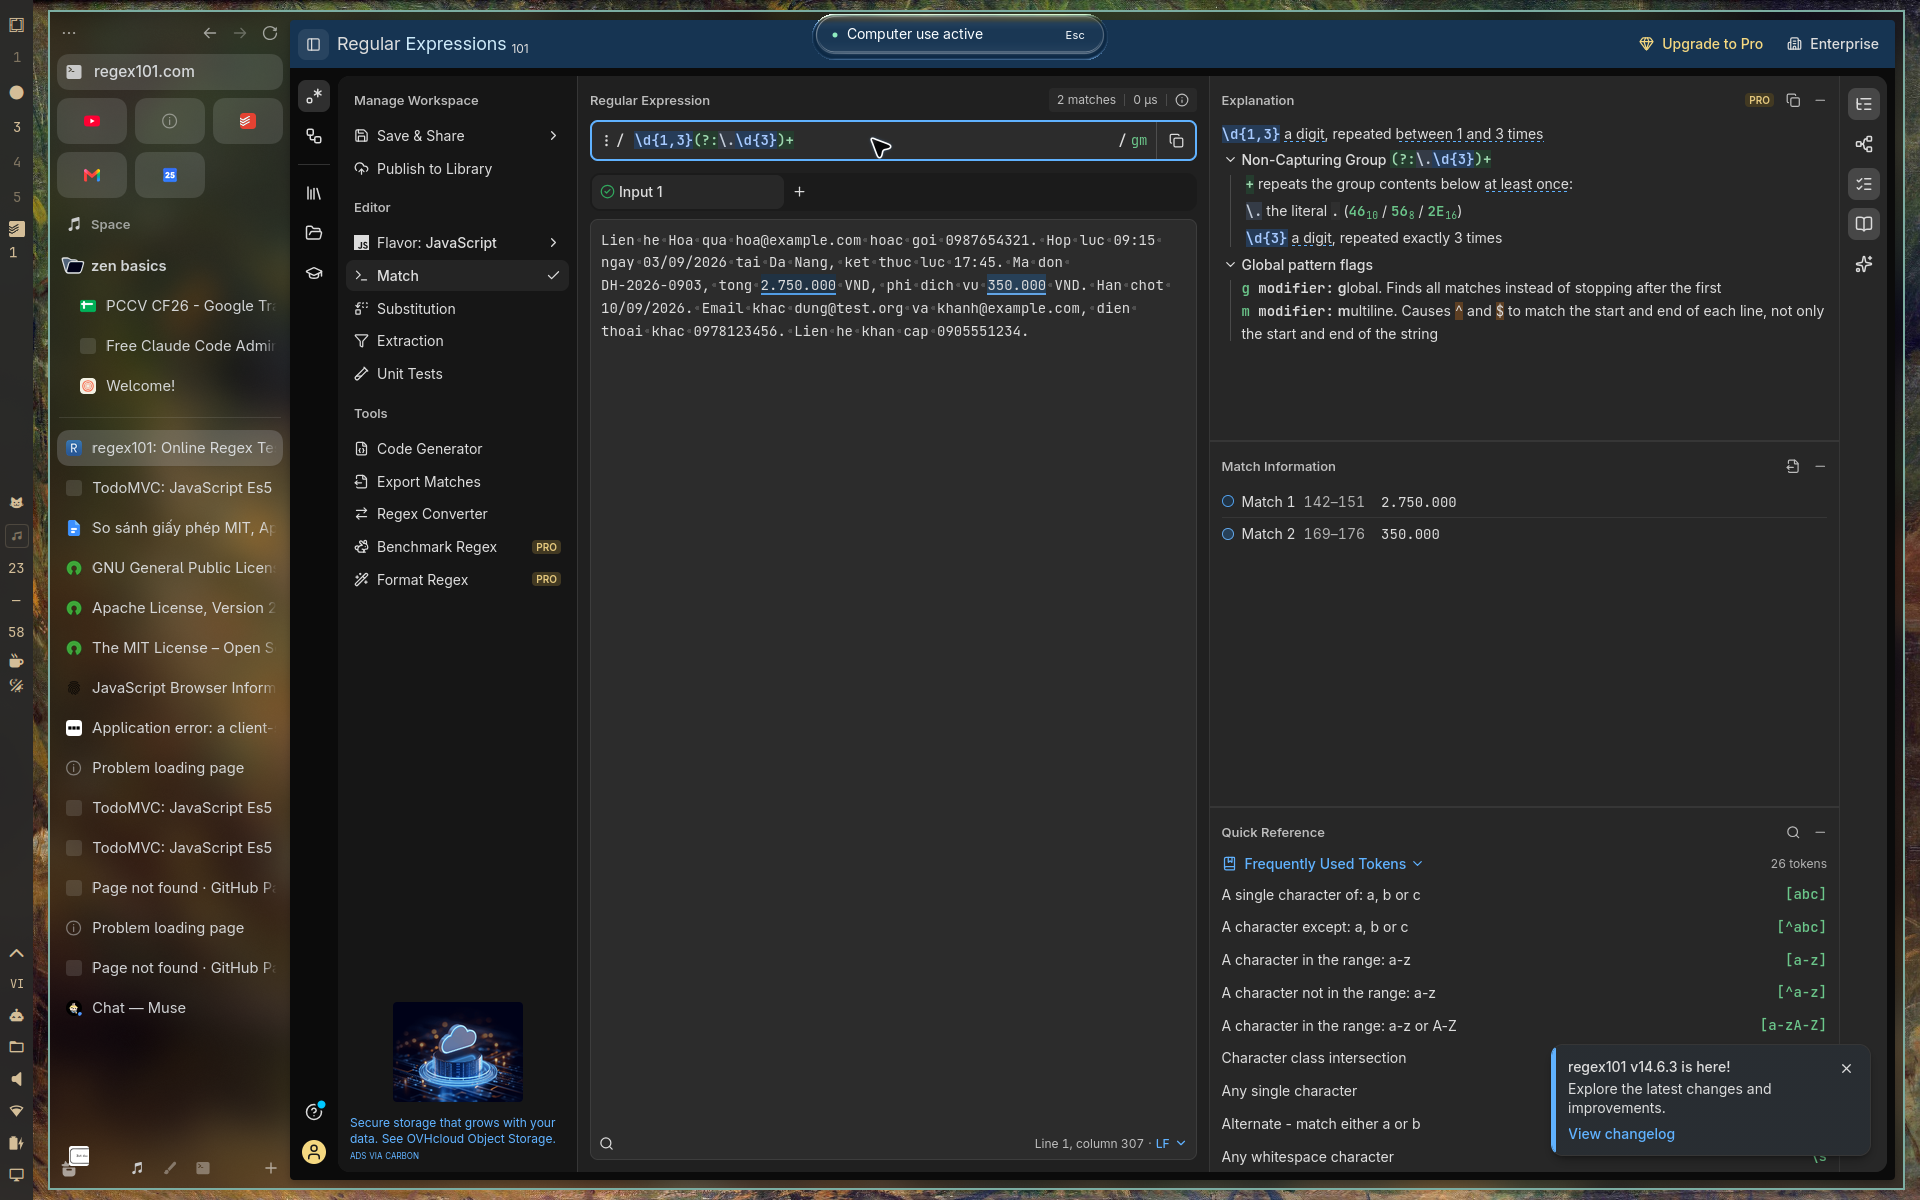 Computer use active Esc
1
3
4
5
1
23
58
VI
regex101.com
25
Space
zen basics
PCCV CF26 - Google Tra
Free Claude Code Admi
Welcome!
regex101: Online Regex Te
TodoMVC: JavaScript Es5
So sánh giấy phép MIT, Ap
GNU General Public Licen
Apache License, Version 2
The MIT License – Open S
JavaScript Browser Inform
Application error: a client-
Problem loading page
TodoMVC: JavaScript Es5
TodoMVC: JavaScript Es5
Page not found · GitHub Pa
Problem loading page
Page not found · GitHub Pa
Chat — Muse
Regular Expressions 101
Upgrade to Pro
Enterprise
Manage Workspace
Save & Share
Publish to Library
Editor
JS Flavor: JavaScript
Match
Substitution
Extraction
Unit Tests
Tools
Code Generator
Export Matches
Regex Converter
Benchmark Regex PRO
Format Regex PRO
Secure storage that grows with your
data. See OVHcloud Object Storage.
ADS VIA CARBON
Regular Expression
2 matches 0 µs
/ \d{1,3}(?:\.\d{3})+ / gm
Input 1 +
Lien he Hoa qua hoa@example.com hoac goi 0987654321. Hop luc 09:15
ngay 03/09/2026 tai Da Nang, ket thuc luc 17:45. Ma don
DH-2026-0903, tong 2.750.000 VND, phi dich vu 350.000 VND. Han chot
10/09/2026. Email khac dung@test.org va khanh@example.com, dien
thoai khac 0978123456. Lien he khan cap 0905551234.
Line 1, column 307 · LF
Explanation
PRO
\d{1,3} a digit, repeated between 1 and 3 times
Non-Capturing Group (?:\.\d{3})+
+ repeats the group contents below at least once:
\. the literal . (46₁₀ / 56₈ / 2E₁₆)
\d{3} a digit, repeated exactly 3 times
Global pattern flags
g modifier: global. Finds all matches instead of stopping after the first
m modifier: multiline. Causes ^ and $ to match the start and end of each line, not only
the start and end of the string
Match Information
Match 1 142–151 2.750.000
Match 2 169–176 350.000
Quick Reference
Frequently Used Tokens
26 tokens
A single character of: a, b or c [abc]
A character except: a, b or c [^abc]
A character in the range: a-z [a-z]
A character not in the range: a-z [^a-z]
A character in the range: a-z or A-Z [a-zA-Z]
Character class intersection
Any single character
Alternate - match either a or b
Any whitespace character \s
regex101 v14.6.3 is here!
Explore the latest changes and
improvements.
View changelog